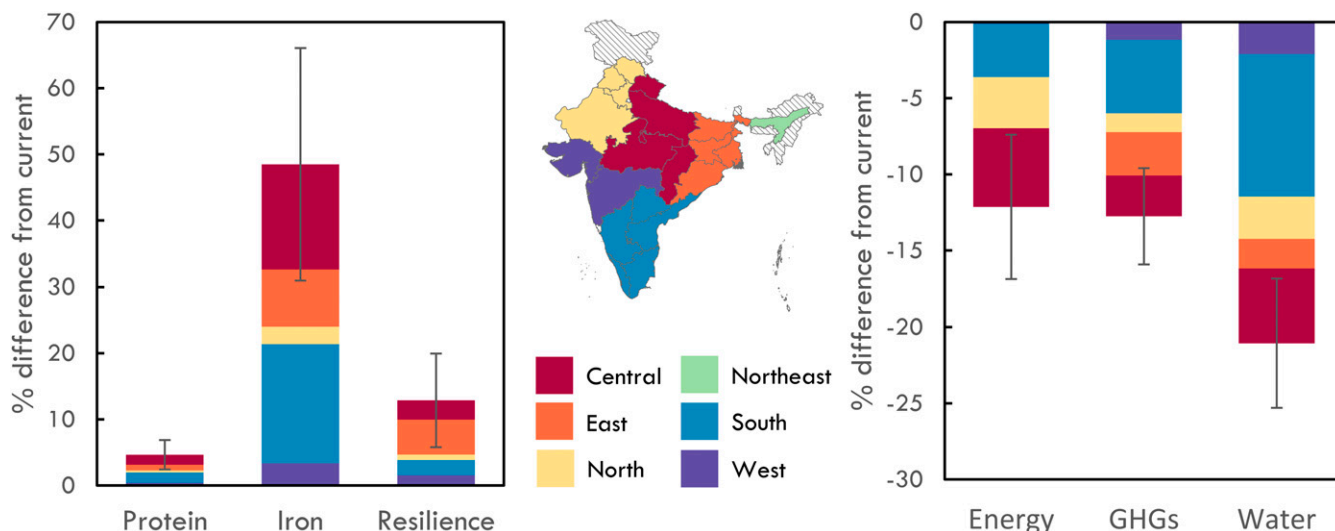 % difference from current
70
60
50
40
30
20
10
0
Protein Iron Resilience
Central Northeast
East South
North West
% difference from current
0
-5
-10
-15
-20
-25
-30
Energy GHGs Water